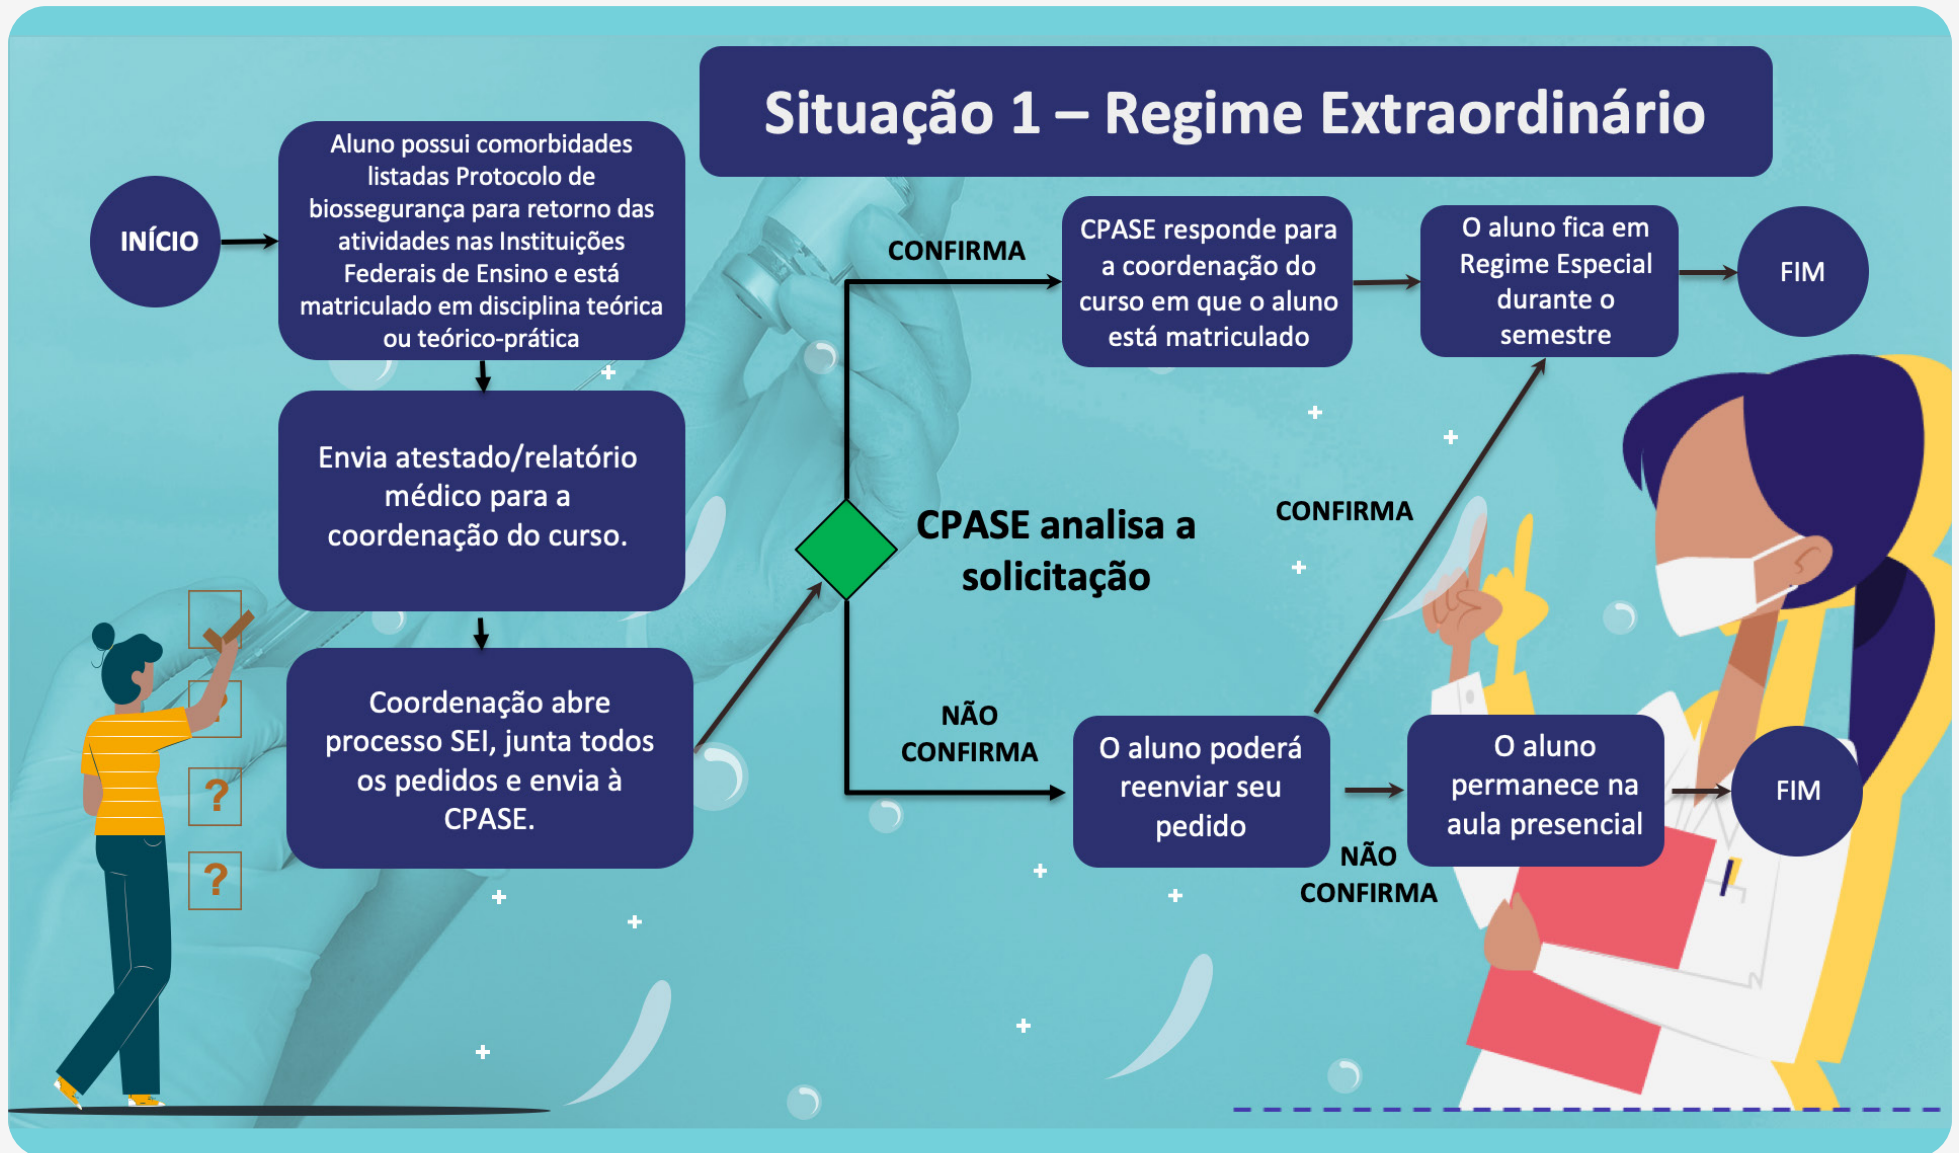 Situação 1 – Regime Extraordinário
INÍCIO
Aluno possui comorbidades
listadas Protocolo de
biossegurança para retorno das
atividades nas Instituições
Federais de Ensino e está
matriculado em disciplina teórica
ou teórico-prática
Envia atestado/relatório
médico para a
coordenação do curso.
Coordenação abre
processo SEI, junta todos
os pedidos e envia à
CPASE.
CPASE analisa a
solicitação
CONFIRMA
CPASE responde para
a coordenação do
curso em que o aluno
está matriculado
O aluno fica em
Regime Especial
durante o
semestre
FIM
NÃO
CONFIRMA
O aluno poderá
reenviar seu
pedido
CONFIRMA
NÃO
CONFIRMA
O aluno
permanece na
aula presencial
FIM
?
?
?